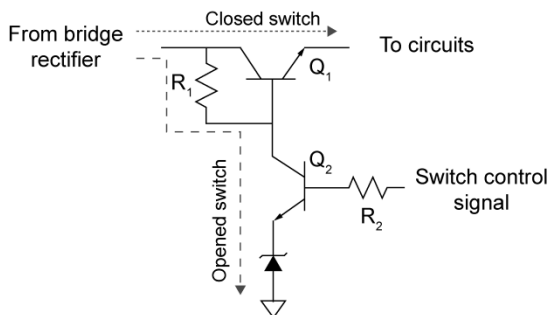 Closed switch
From bridge
rectifier
To circuits
Q1
R1
Q2
Opened switch
Switch control
signal
R2